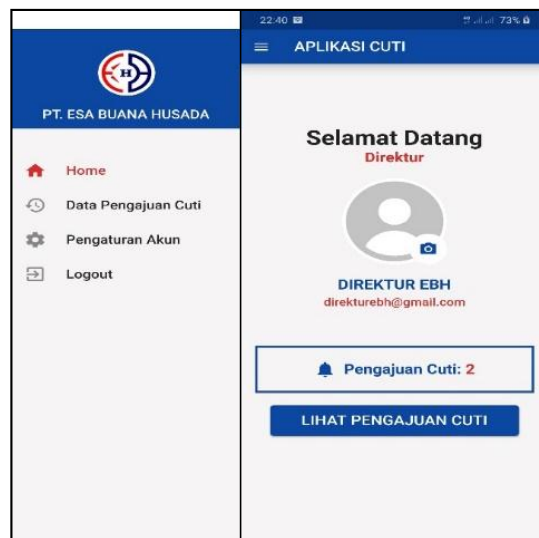 H
PT. ESA BUANA HUSADA
Home
Data Pengajuan Cuti
Pengaturan Akun
Logout
22:40 73%
APLIKASI CUTI
Selamat Datang
Direktur
DIREKTUR EBH
direkturebh@gmail.com
Pengajuan Cuti: 2
LIHAT PENGAJUAN CUTI